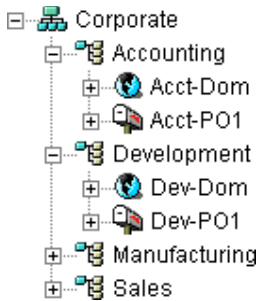 Corporate
Accounting
Acct-Dom
Acct-PO1
Development
Dev-Dom
Dev-PO1
Manufacturing
Sales